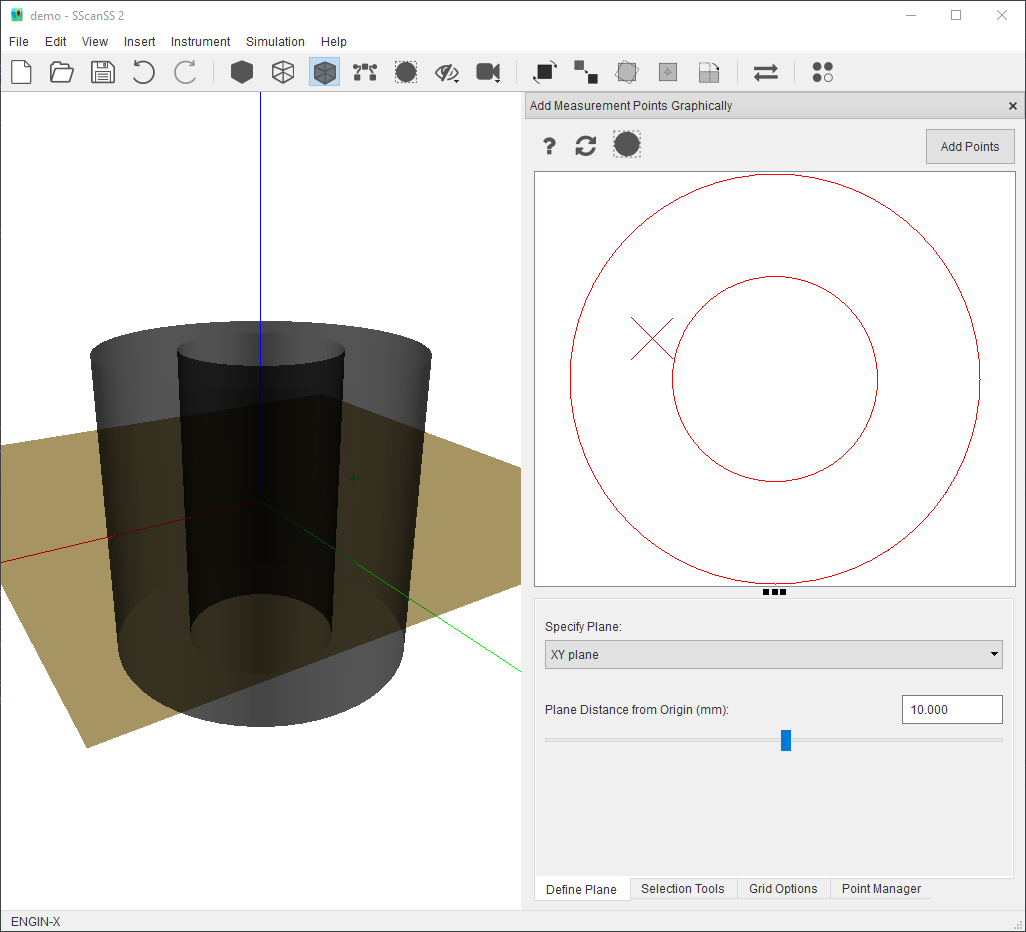 demo - SScanSS 2
File Edit View Insert Instrument Simulation Help
Add Measurement Points Graphically
? Add Points
Specify Plane:
XY plane
Plane Distance from Origin (mm): 10.000
Define Plane Selection Tools Grid Options Point Manager
ENGIN-X